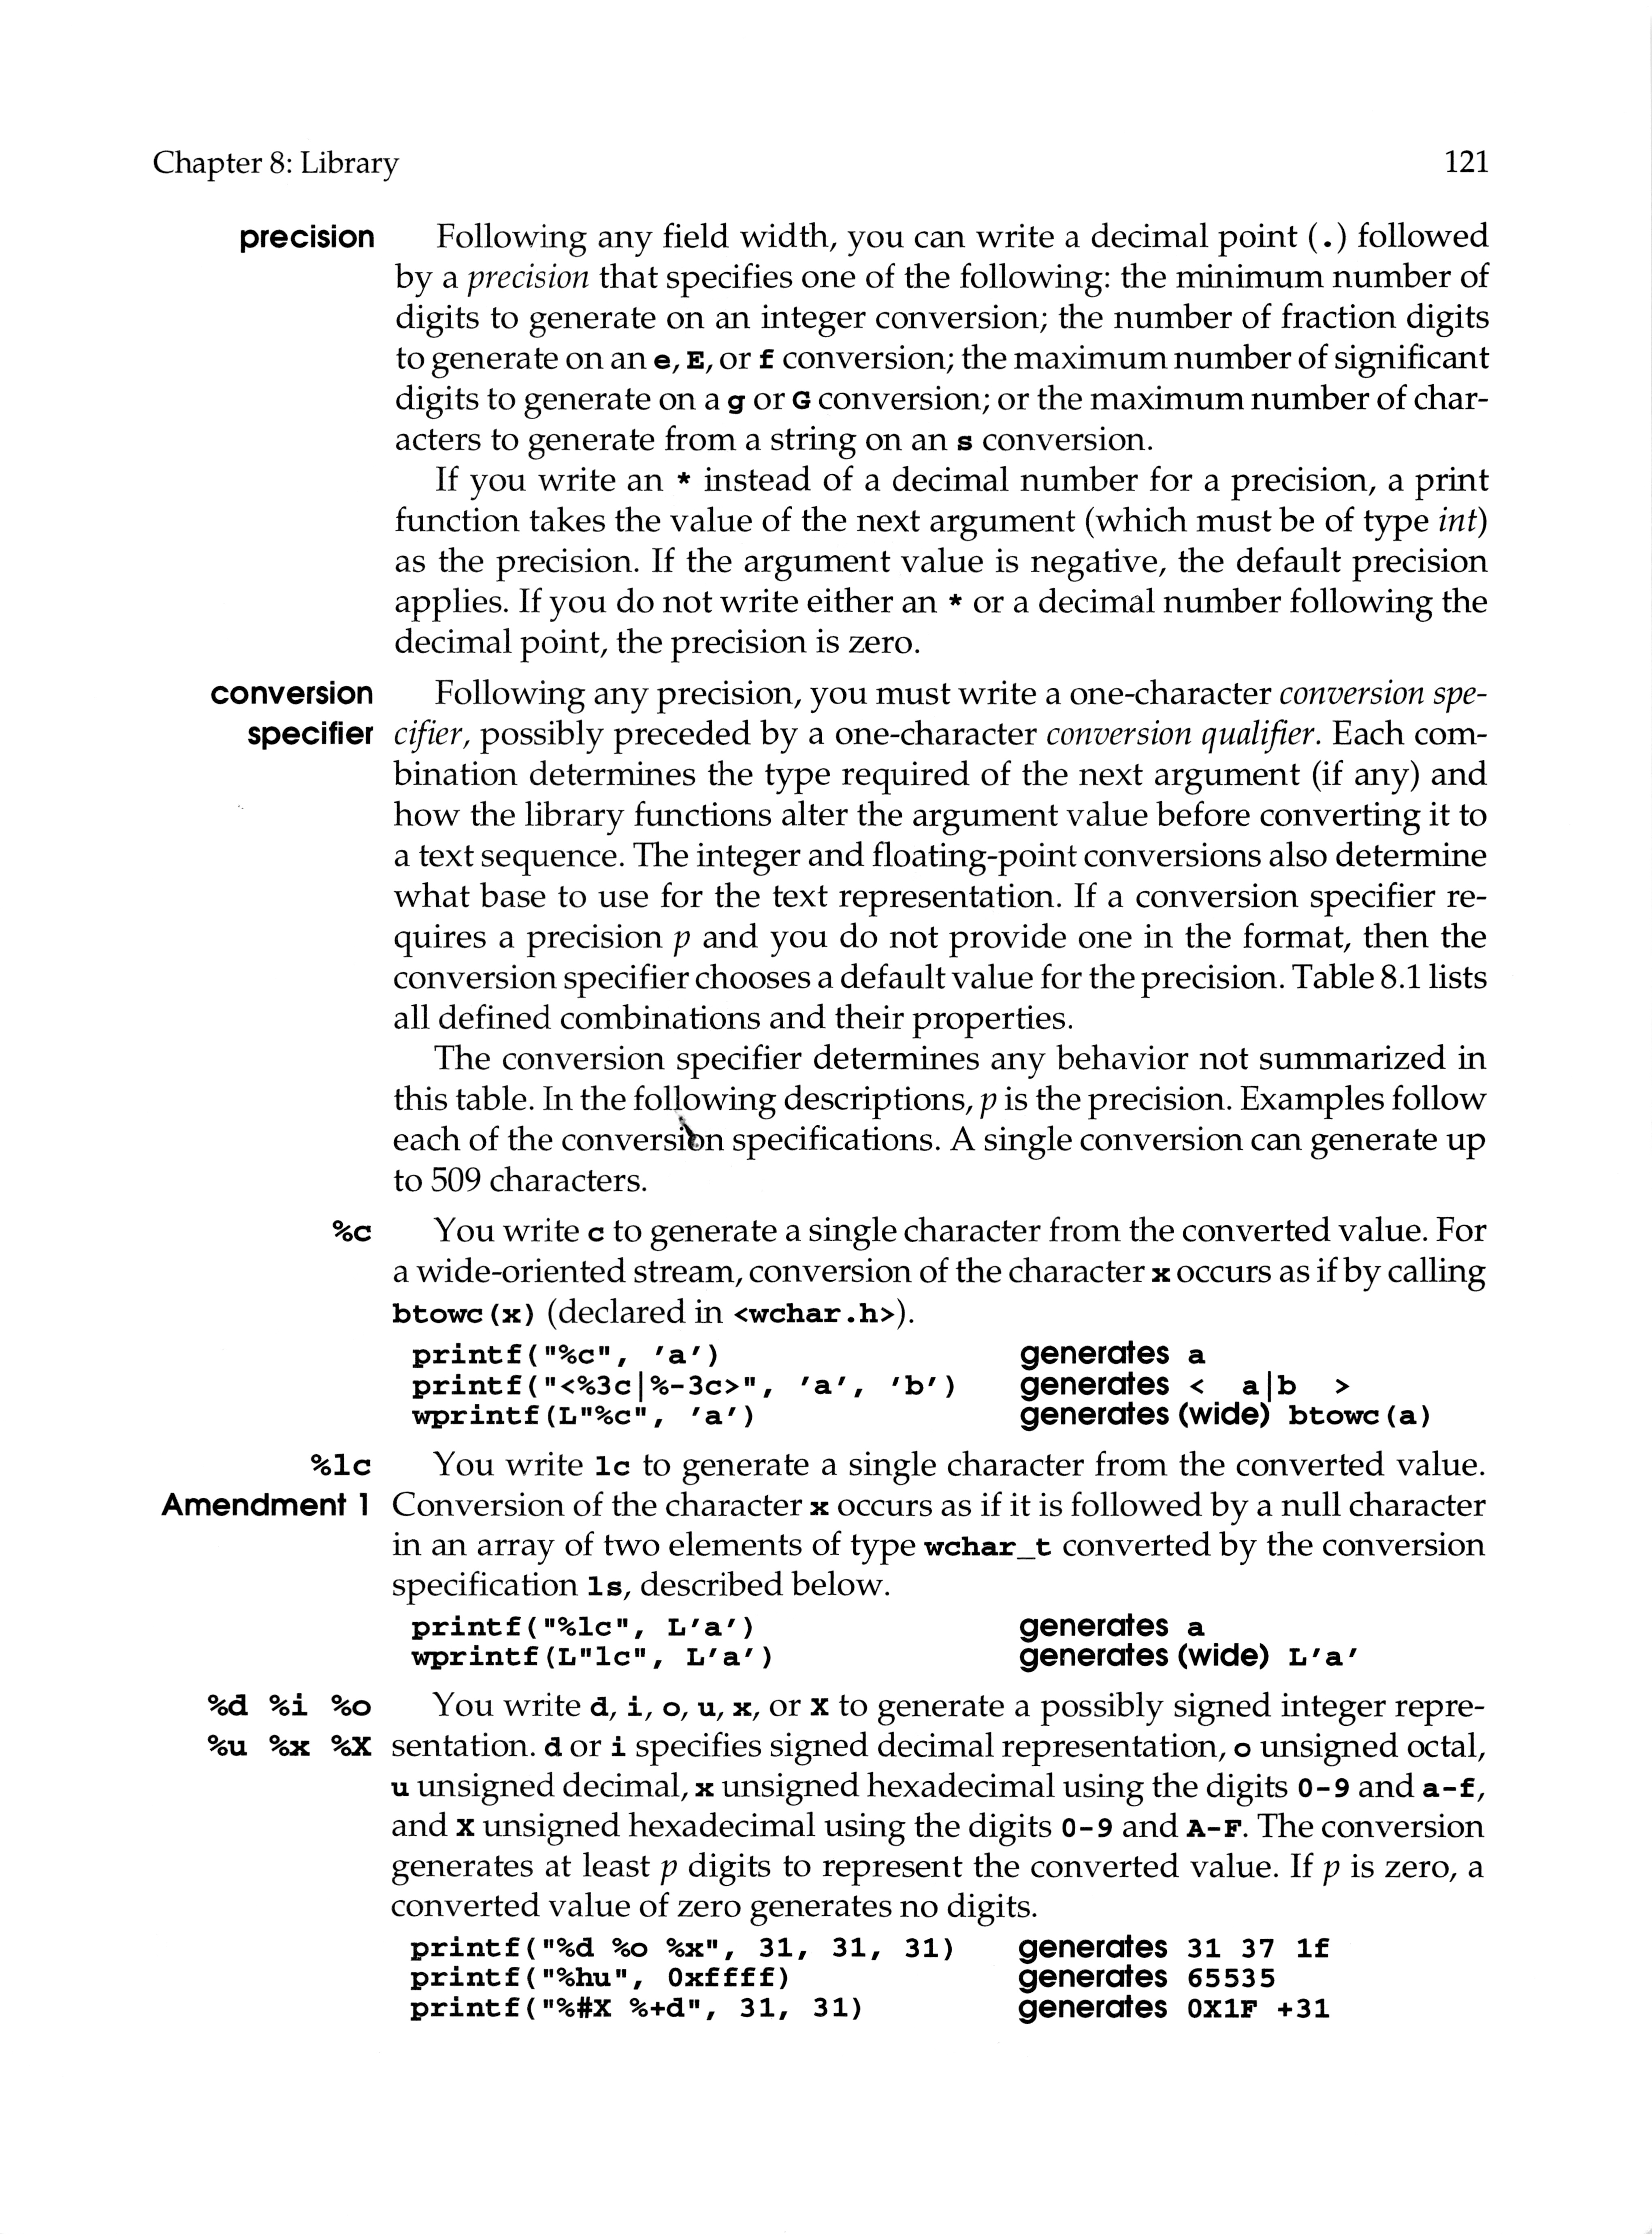 Chapter 8: Library 121
precision Following any field width, you can write a decimal point (.) followed
by a precision that specifies one of the following: the minimum number of
digits to generate on an integer conversion; the number of fraction digits
to generate on an e, E, or f conversion; the maximum number of significant
digits to generate on a g or G conversion; or the maximum number of char-
acters to generate from a string on an s conversion.
If you write an * instead of a decimal number for a precision, a print
function takes the value of the next argument (which must be of type int)
as the precision. If the argument value is negative, the default precision
applies. If you do not write either an * or a decimal number following the
decimal point, the precision is zero.
conversion Following any precision, you must write a one-character conversion spe-
specifier cifier, possibly preceded by a one-character conversion qualifier. Each com-
bination determines the type required of the next argument (if any) and
how the library functions alter the argument value before converting it to
a text sequence. The integer and floating-point conversions also determine
what base to use for the text representation. If a conversion specifier re-
quires a precision p and you do not provide one in the format, then the
conversion specifier chooses a default value for the precision. Table 8.1 lists
all defined combinations and their properties.
The conversion specifier determines any behavior not summarized in
this table. In the following descriptions, p is the precision. Examples follow
each of the conversion specifications. A single conversion can generate up
to 509 characters.
%c You write c to generate a single character from the converted value. For
a wide-oriented stream, conversion of the character x occurs as if by calling
btowc(x) (declared in <wchar.h>).
printf("%c", 'a') generates a
printf("<%3c|%-3c>", 'a', 'b') generates <  a|b  >
wprintf(L"%c", 'a') generates (wide) btowc(a)
%lc You write lc to generate a single character from the converted value.
Amendment 1 Conversion of the character x occurs as if it is followed by a null character
in an array of two elements of type wchar_t converted by the conversion
specification ls, described below.
printf("%lc", L'a') generates a
wprintf(L"lc", L'a') generates (wide) L'a'
%d %i %o You write d, i, o, u, x, or X to generate a possibly signed integer repre-
%u %x %X sentation. d or i specifies signed decimal representation, o unsigned octal,
u unsigned decimal, x unsigned hexadecimal using the digits 0-9 and a-f,
and X unsigned hexadecimal using the digits 0-9 and A-F. The conversion
generates at least p digits to represent the converted value. If p is zero, a
converted value of zero generates no digits.
printf("%d %o %x", 31, 31, 31) generates 31 37 1f
printf("%hu", 0xffff) generates 65535
printf("%#X %+d", 31, 31) generates 0X1F +31